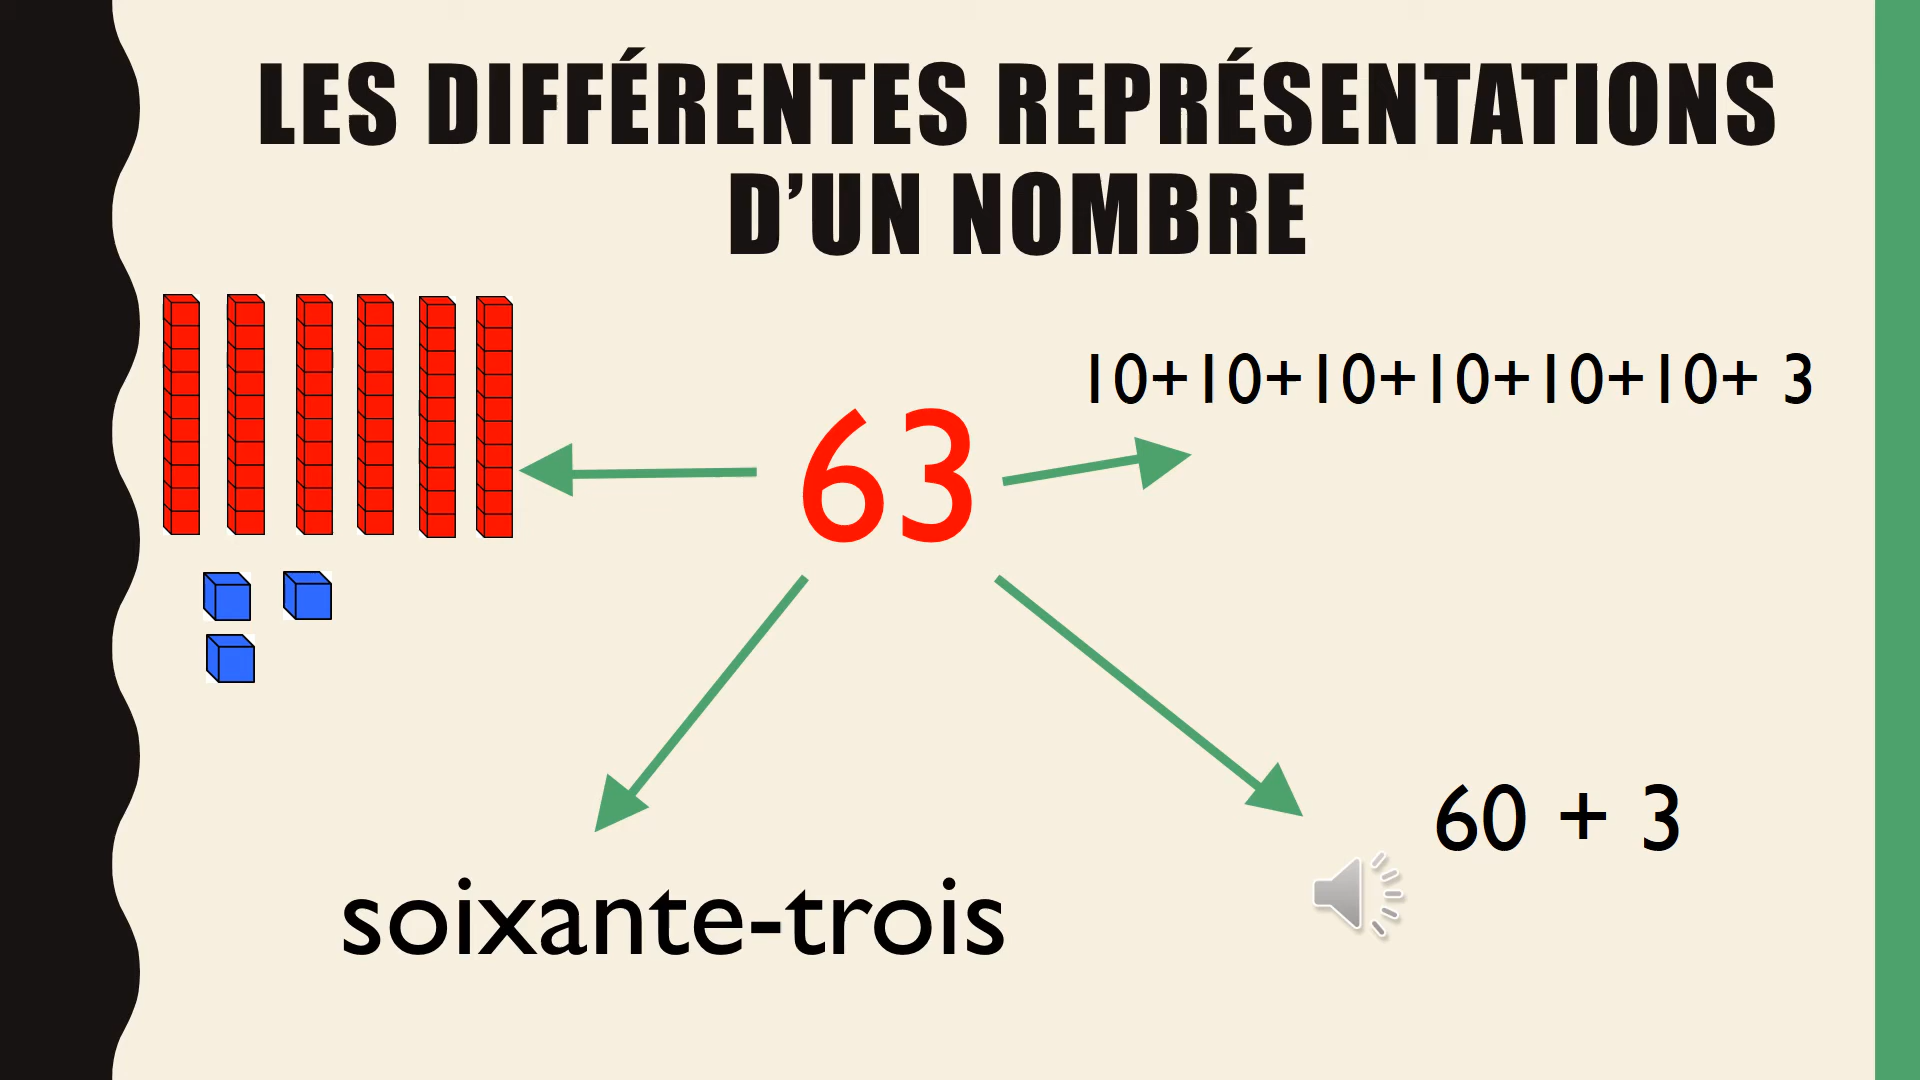 LES DIFFÉRENTES REPRÉSENTATIONS
D’UN NOMBRE
10+10+10+10+10+10+ 3
63
60 + 3
soixante-trois